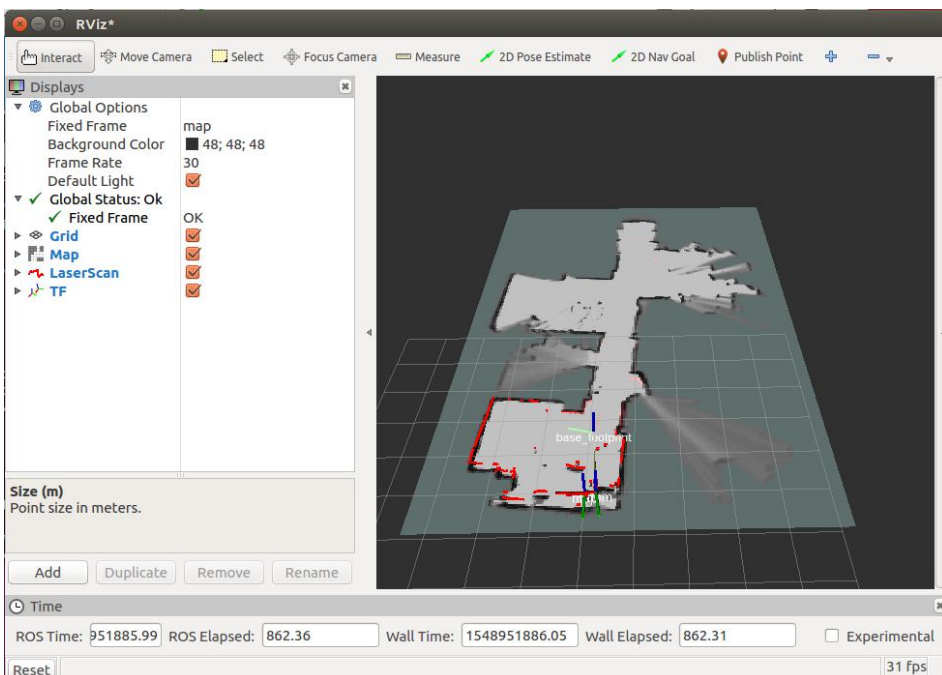 RViz*
Interact Move Camera Select Focus Camera Measure 2D Pose Estimate 2D Nav Goal Publish Point
Displays
Global Options
Fixed Frame map
Background Color 48; 48; 48
Frame Rate 30
Default Light
Global Status: Ok
Fixed Frame OK
Grid
Map
LaserScan
TF
base_footprint
Size (m)
Point size in meters.
Add Duplicate Remove Rename
Time
ROS Time: 951885.99 ROS Elapsed: 862.36 Wall Time: 1548951886.05 Wall Elapsed: 862.31 Experimental
Reset 31 fps